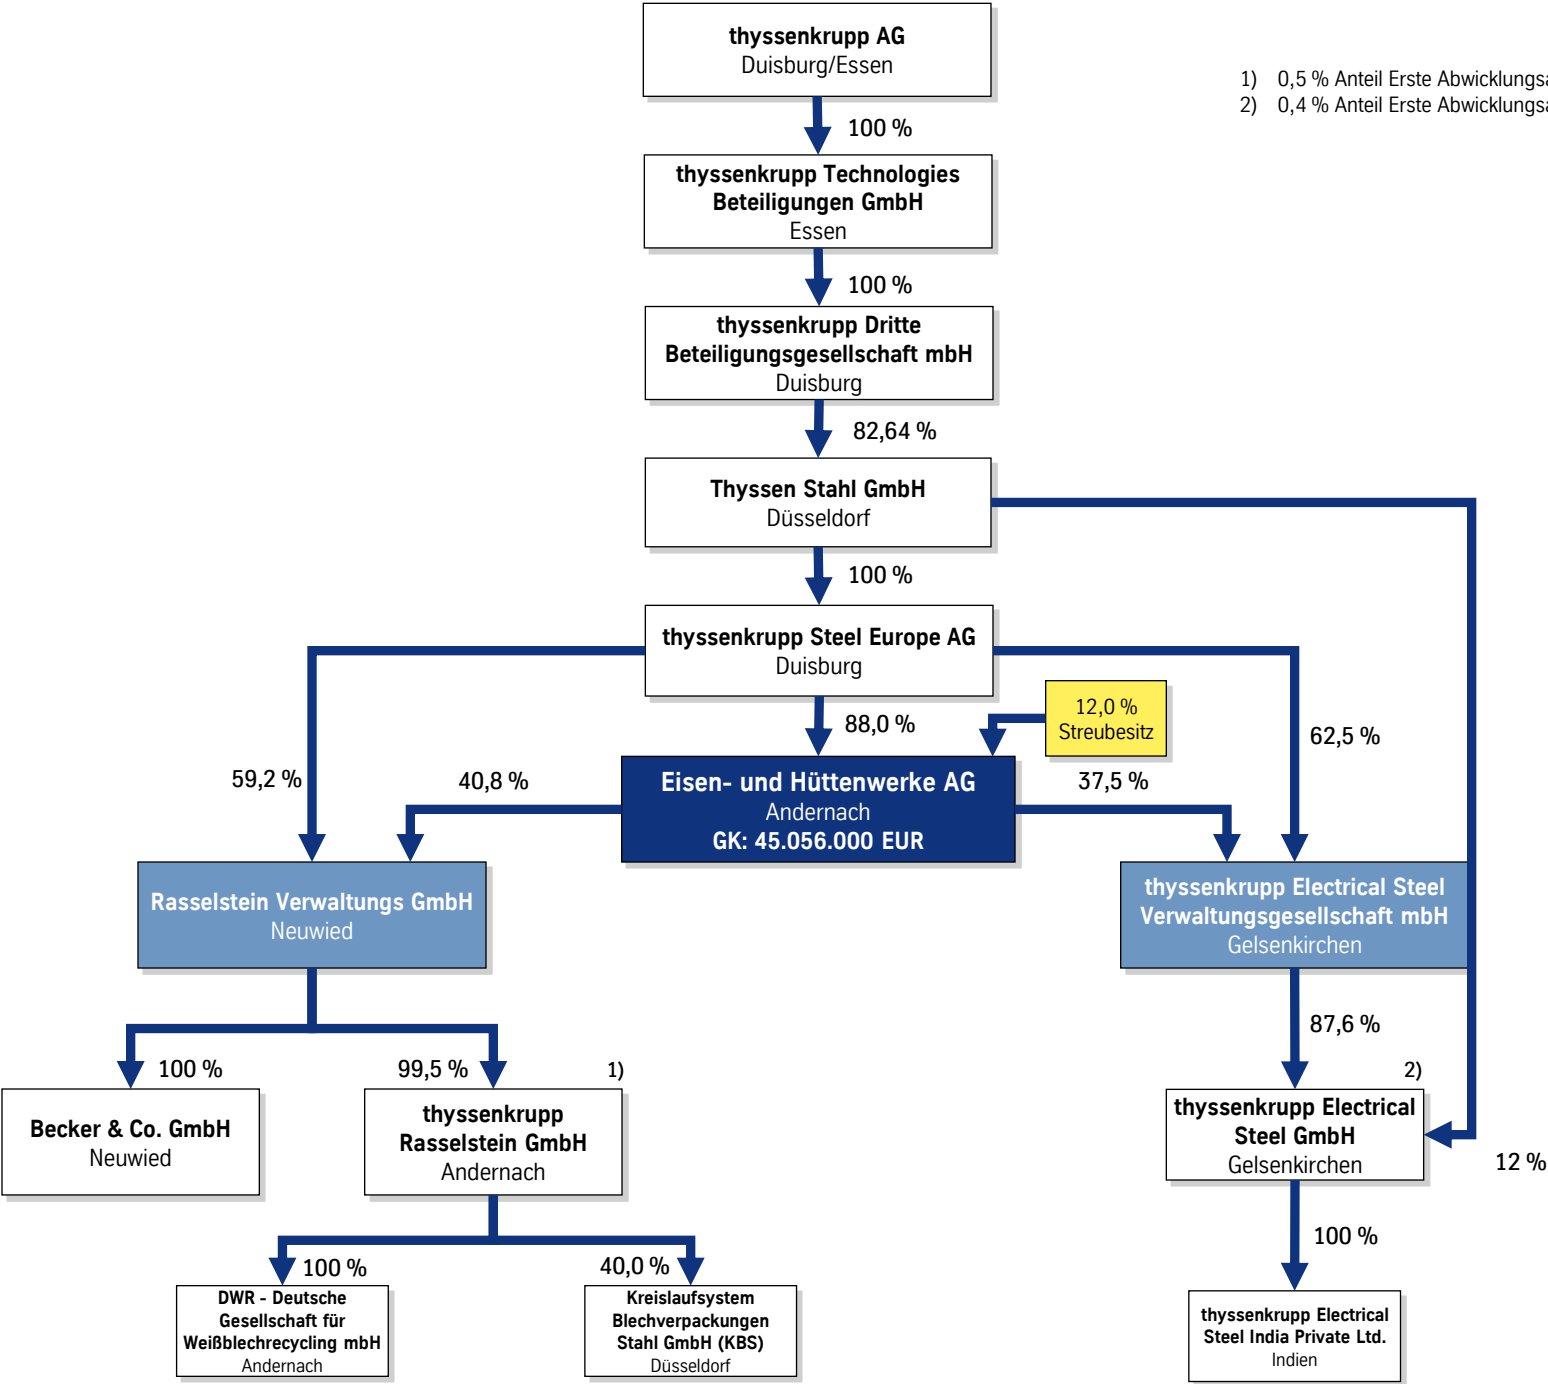 thyssenkrupp AG
Duisburg/Essen
1) 0,5 % Anteil Erste
2) 0,4 % Anteil Erste
100 %
thyssenkrupp Technologies
Beteiligungen GmbH
Essen
100 %
thyssenkrupp Dritte
Beteiligungsgesellschaft mbH
Duisburg
82,64 %
Thyssen Stahl GmbH
Düsseldorf
100 %
thyssenkrupp Steel Europe AG
Duisburg
88,0 %
12,0 %
Streubesitz
62,5 %
59,2 %
40,8 %
Eisen- und Hüttenwerke AG
Andernach
GK: 45.056.000 EUR
37,5 %
Rasselstein Verwaltungs GmbH
Neuwied
thyssenkrupp Electrical Steel
Verwaltungsgesellschaft mbH
Gelsenkirchen
87,6 %
100 %
99,5 %
1)
2)
Becker & Co. GmbH
Neuwied
thyssenkrupp
Rasselstein GmbH
Andernach
thyssenkrupp Electrical
Steel GmbH
Gelsenkirchen
12 %
100 %
40,0 %
100 %
DWR - Deutsche
Gesellschaft für
Weißblechrecycling mbH
Andernach
Kreislaufsystem
Blechverpackungen
Stahl GmbH (KBS)
Düsseldorf
thyssenkrupp Electrical
Steel India Private Ltd.
Indien